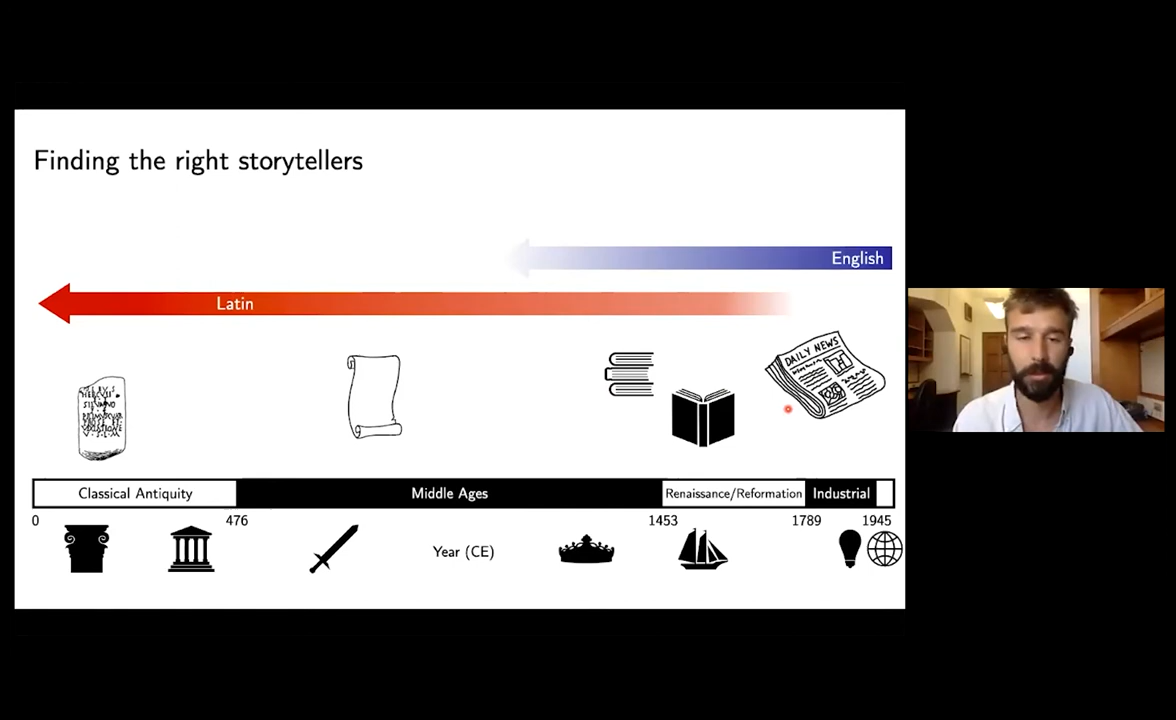 Finding the right storytellers
English
Latin
DAILY NEWS
Classical Antiquity
Middle Ages
Renaissance/Reformation
Industrial
0
476
1453
1789
1945
Year (CE)